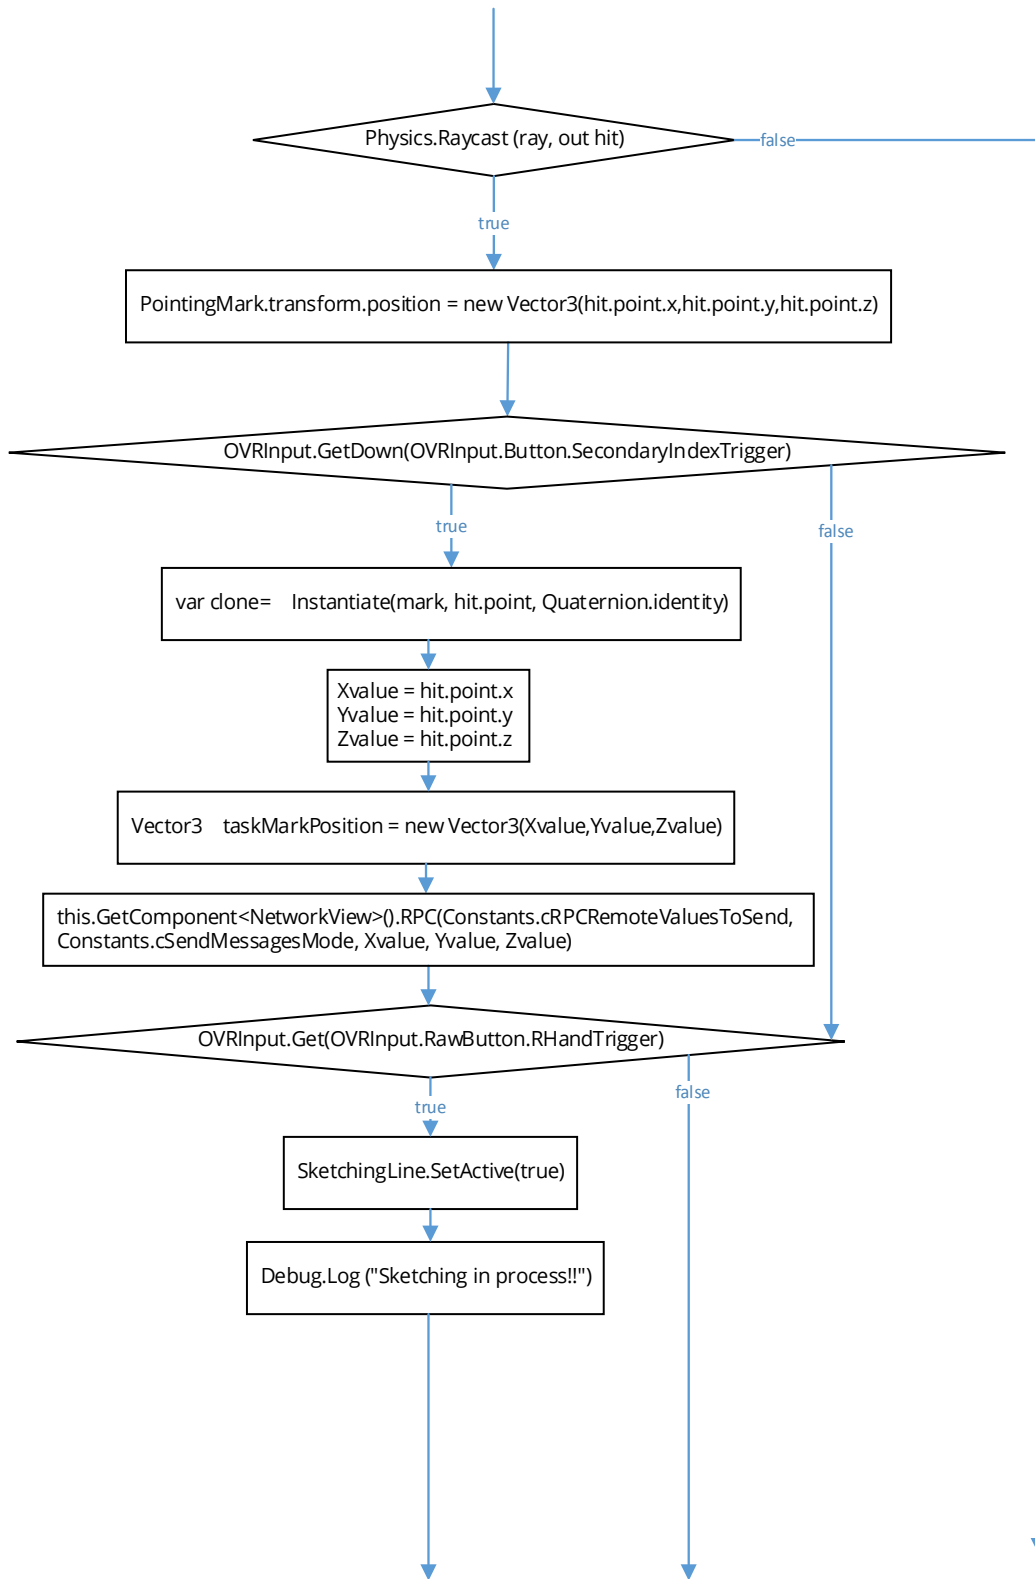 Physics.Raycast (ray, out hit)
false
true
PointingMark.transform.position = new Vector3(hit.point.x,hit.point.y,hit.point.z)
OVRInput.GetDown(OVRInput.Button.SecondaryIndexTrigger)
true
false
var clone=    Instantiate(mark, hit.point, Quaternion.identity)
Xvalue = hit.point.x
Yvalue = hit.point.y
Zvalue = hit.point.z
Vector3    taskMarkPosition = new Vector3(Xvalue,Yvalue,Zvalue)
this.GetComponent<NetworkView>().RPC(Constants.cRPCRemoteValuesToSend,
Constants.cSendMessagesMode, Xvalue, Yvalue, Zvalue)
OVRInput.Get(OVRInput.RawButton.RHandTrigger)
false
true
SketchingLine.SetActive(true)
Debug.Log ("Sketching in process!!")